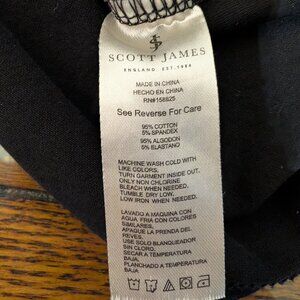 SCOTT JAMES
ENGLAND. EST. 1984
MADE IN CHINA
HECHO EN CHINA
RN#158825
See Reverse For Care
95% COTTON
5% SPANDEX
95% ALGODON
5% ELASTANO
MACHINE WASH COLD WITH
LIKE COLORS,
TURN GARMENT INSIDE OUT.
ONLY NON CHLORINE
BLEACH WHEN NEEDED.
TUMBLE DRY LOW,
LOW IRON WHEN NEEDED.
LAVADO A MAQUINA CON
AGUA, FRIA CON COLORES
SIMILARES,
APAGUE LA PRENDA DEL
REVES.
USE SOLO BLANQUEADOR
SIN CLORO.
SECAR A TEMPERATURA
BAJA.
PLANCHADO A TEMPERATURA
BAJA